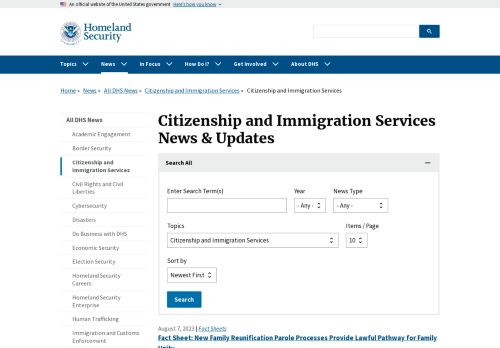 An official website of the United States government Here's how you know
Homeland
Security
Topics News In Focus How Do I? Get Involved About DHS
Home » News » All DHS News » Citizenship and Immigration Services » Citizenship and Immigration Services
All DHS News
Academic Engagement
Border Security
Citizenship and
Immigration Services
Civil Rights and Civil
Liberties
Cybersecurity
Disasters
Do Business with DHS
Economic Security
Election Security
Homeland Security
Careers
Homeland Security
Enterprise
Human Trafficking
Immigration and Customs
Enforcement
Citizenship and Immigration Services
News & Updates
Search All
Enter Search Term(s) Year News Type
- Any - - Any -
Topics Items / Page
Citizenship and Immigration Services 10
Sort by
Newest First
Search
August 7, 2023 | Fact Sheets
Fact Sheet: New Family Reunification Parole Processes Provide Lawful Pathway for Family